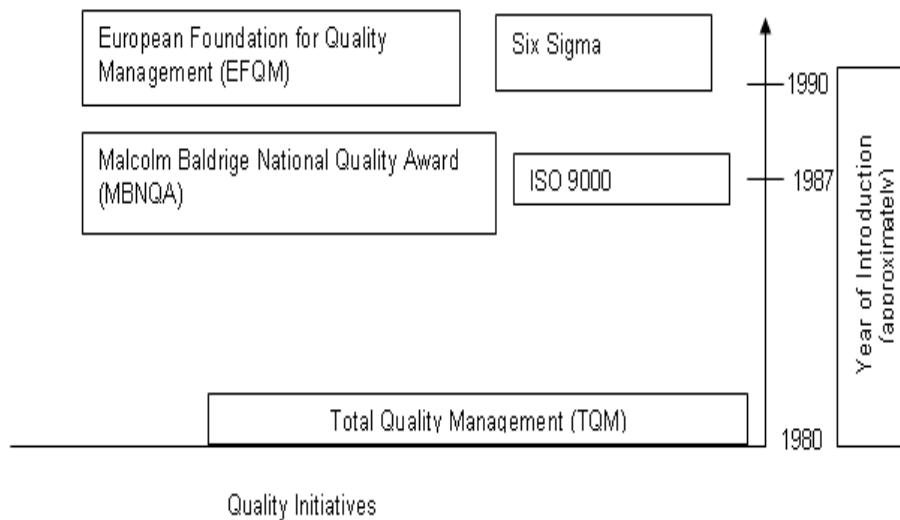 European Foundation for Quality
Management (EFQM)
Six Sigma
1990
Malcolm Baldrige National Quality Award
(MBNQA)
ISO 9000
1987
Year of Introduction
(approximately)
Total Quality Management (TQM)
1980
Quality Initiatives